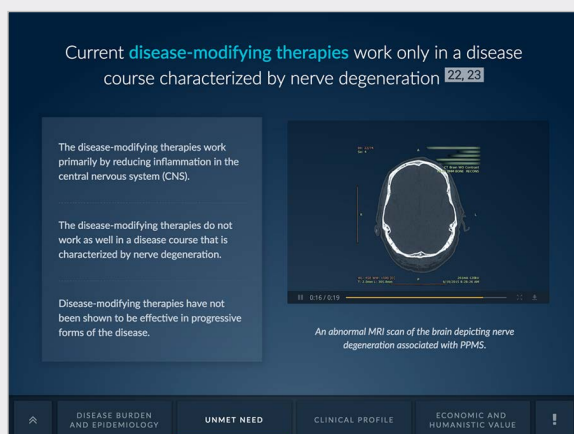 Current disease-modifying therapies work only in a disease
course characterized by nerve degeneration 22, 23
The disease-modifying therapies work
primarily by reducing inflammation in the
central nervous system (CNS).
The disease-modifying therapies do not
work as well in a disease course that is
characterized by nerve degeneration.
Disease-modifying therapies have not
been shown to be effective in progressive
forms of the disease.
0:16 / 0:19
An abnormal MRI scan of the brain depicting nerve
degeneration associated with PPMS.
DISEASE BURDEN
AND EPIDEMIOLOGY
UNMET NEED
CLINICAL PROFILE
ECONOMIC AND
HUMANISTIC VALUE
!